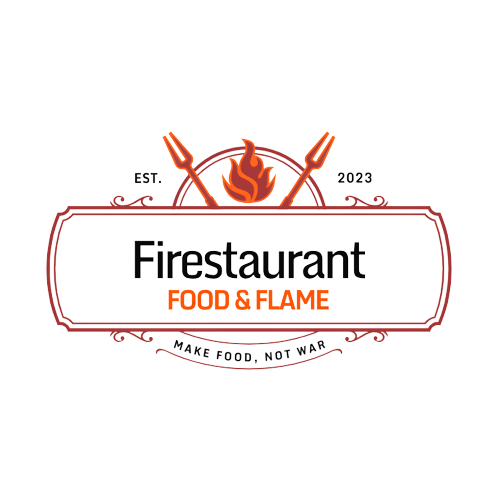 EST. 2023
Firestaurant
FOOD & FLAME
MAKE FOOD, NOT WAR